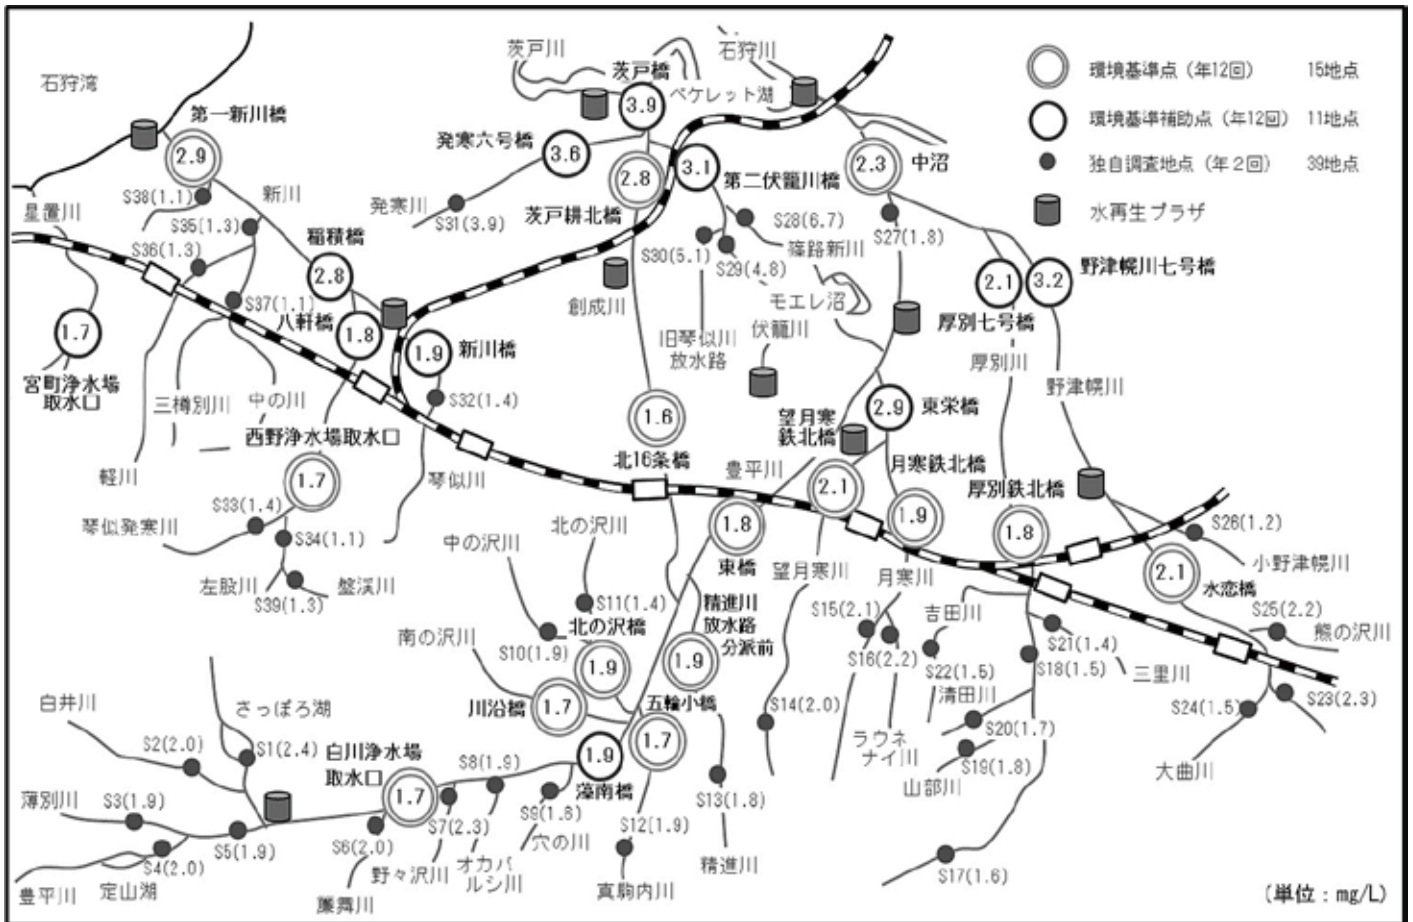 茨戸川
石狩川
石狩湾
茨戸橋
3.9
ペケレット湖
環境基準点 (年12回) 15地点
環境基準補助点 (年12回) 11地点
独自調査地点 (年2回) 39地点
水再生プラザ
第一新川橋
2.9
発寒六号橋
3.6
2.8
3.1
第二伏籠川橋
2.3
中沼
茨戸耕北橋
S38(1.1)
新川
星置川
S35(1.3)
S36(1.3)
発寒川
S31(3.9)
稲積橋
2.8
S28(6.7)
篠路新川
S27(1.8)
S30(5.1)
S29(4.8)
モエレ沼
2.1
3.2
野津幌川七号橋
厚別七号橋
創成川
旧琴似川
放水路
伏籠川
厚別川
野津幌川
S37(1.1)
八軒橋
1.8
1.9
新川橋
1.7
宮町浄水場
取水口
三樽別川
中の川
S32(1.4)
西野浄水場取水口
1.7
軽川
琴似川
1.6
北16条橋
望月寒
鉄北橋
2.9
東栄橋
豊平川
2.1
月寒鉄北橋
1.9
厚別鉄北橋
1.8
S33(1.4)
琴似発寒川
S34(1.1)
左股川
S39(1.3)
盤渓川
中の沢川
北の沢川
1.8
東橋
望月寒川
月寒川
S26(1.2)
小野津幌川
2.1
水恋橋
S25(2.2)
熊の沢川
S11(1.4)
北の沢橋
S10(1.9)
1.9
南の沢川
精進川
放水路
分派前
1.9
S15(2.1)
S16(2.2)
吉田川
S22(1.5)
清田川
S21(1.4)
S18(1.5)
三里川
川沿橋
1.7
五輪小橋
1.7
S14(2.0)
ラウネ
ナイ川
S20(1.7)
S19(1.8)
山部川
S24(1.5)
S23(2.3)
大曲川
白井川
さっぽろ湖
S2(2.0)
S1(2.4)
白川浄水場
取水口
1.7
S8(1.9)
1.9
藻南橋
薄別川
S3(1.9)
S4(2.0)
S5(1.9)
S6(2.0)
S7(2.3)
穴の川
S12(1.9)
S13(1.8)
豊平川
定山湖
簾舞川
野々沢川
オカバ
ルシ川
真駒内川
精進川
S17(1.6)
(単位：mg/L)